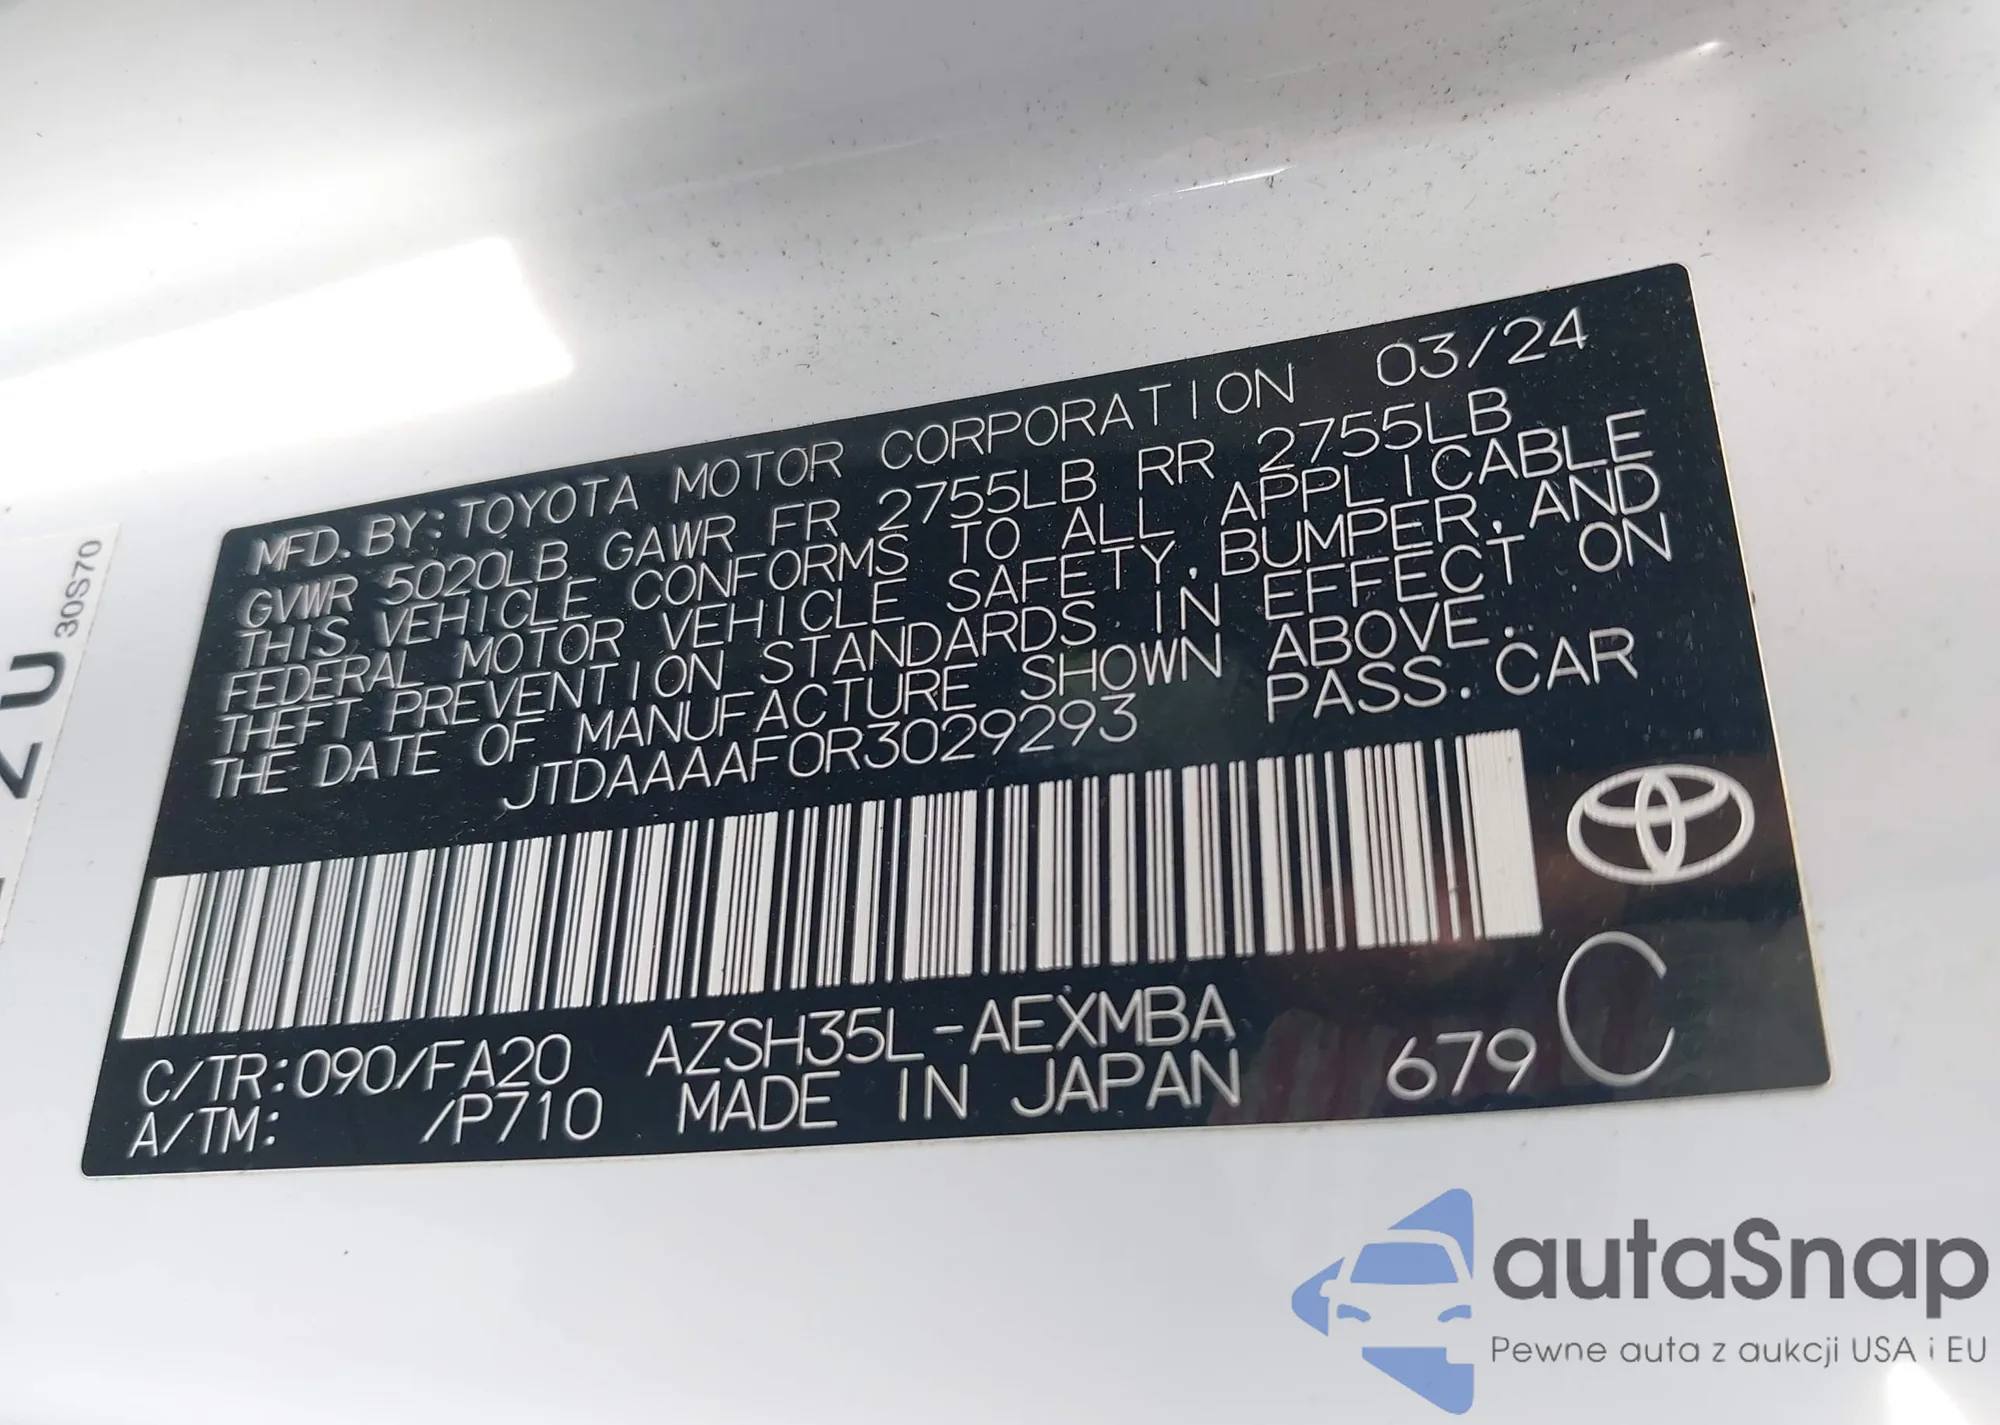 MFD. BY: TOYOTA MOTOR CORPORATION 03/24
GVWR 5020LB GAWR FR 2755LB RR 2755LB
THIS VEHICLE CONFORMS TO ALL APPLICABLE
FEDERAL MOTOR VEHICLE SAFETY, BUMPER, AND
THEFT PREVENTION STANDARDS IN EFFECT ON
THE DATE OF MANUFACTURE SHOWN ABOVE.
JTDAAAAF0R3029293 PASS. CAR
C/TR:090/FA20 AZSH35L-AEXMBA
A/TM: /P710 MADE IN JAPAN 679 C
30S70
autaSnap
Pewne auta z aukcji USA i EU